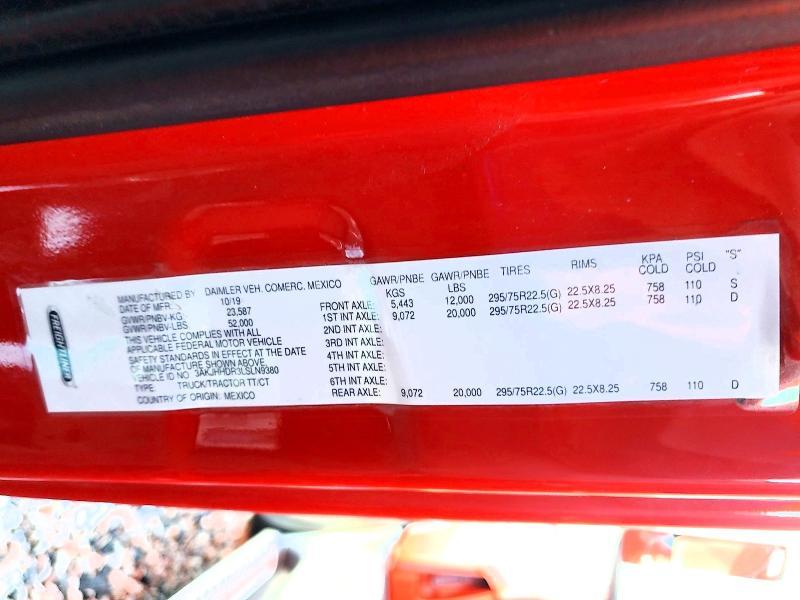 FREIGHTLINER
MANUFACTURED BY DAIMLER VEH. COMERC. MEXICO
DATE OF MFR.: 10/19
GVWR/PNBV-KG: 23,587
GVWR/PNBV-LBS 52,000
THIS VEHICLE COMPLIES WITH ALL
APPLICABLE FEDERAL MOTOR VEHICLE
SAFETY STANDARDS IN EFFECT AT THE DATE
OF MANUFACTURE SHOWN ABOVE
VEHICLE ID NO 3AKJHHDR3LSLN9380
TYPE: TRUCK/TRACTOR TT/CT
COUNTRY OF ORIGIN: MEXICO
GAWR/PNBE KGS GAWR/PNBE LBS TIRES RIMS KPA COLD PSI COLD "S"
FRONT AXLE: 5,443 12,000 295/75R22.5(G) 22.5X8.25 758 110 S
1ST INT AXLE: 9,072 20,000 295/75R22.5(G) 22.5X8.25 758 110 D
2ND INT AXLE:
3RD INT AXLE:
4TH INT AXLE:
5TH INT AXLE:
6TH INT AXLE:
REAR AXLE: 9,072 20,000 295/75R22.5(G) 22.5X8.25 758 110 D